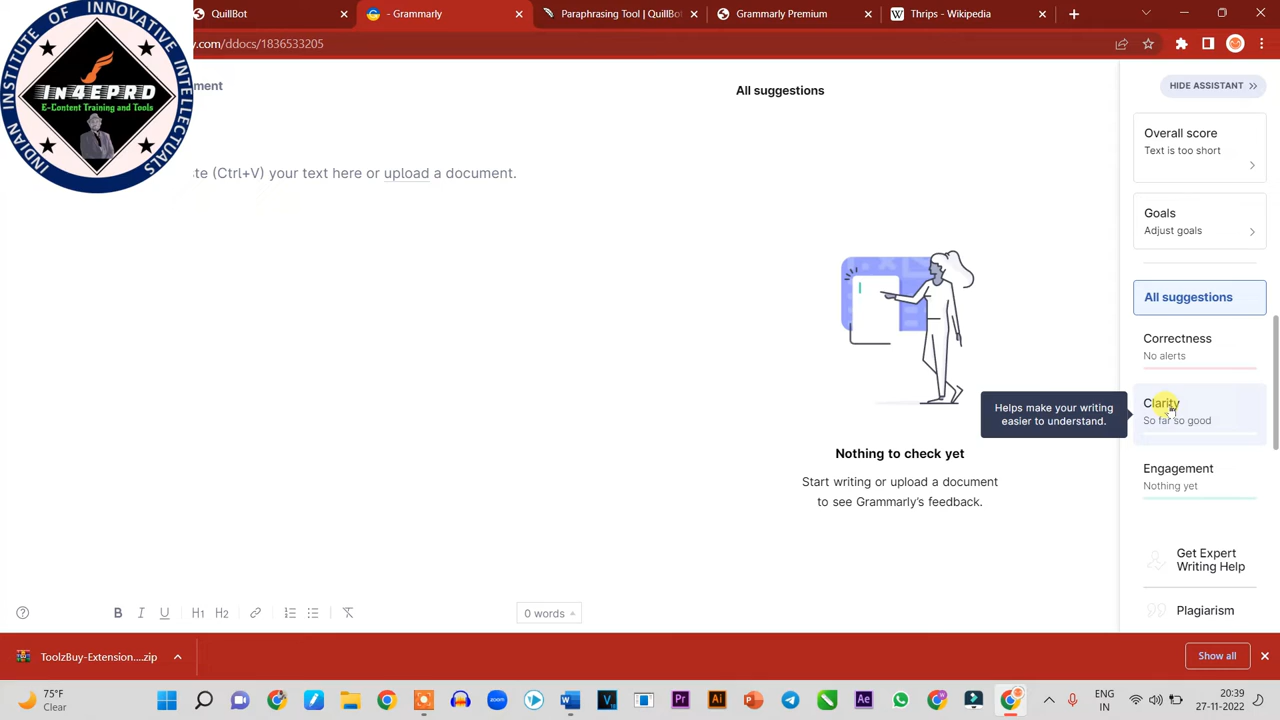 QuillBot
- Grammarly
Paraphrasing Tool | QuillBot
Grammarly Premium
Thrips - Wikipedia
.com/ddocs/1836533205
INSTITUTE OF INNOVATIVE INTELLECTUALS
INDIAN
In4EPRD
E-Content Training and Tools
ment
All suggestions
HIDE ASSISTANT
Overall score
Text is too short
te (Ctrl+V) your text here or upload a document.
Goals
Adjust goals
All suggestions
Correctness
No alerts
Helps make your writing
easier to understand.
Clarity
So far so good
Nothing to check yet
Start writing or upload a document
to see Grammarly's feedback.
Engagement
Nothing yet
Get Expert
Writing Help
Plagiarism
B I U H1 H2
0 words
ToolzBuy-Extension....zip
Show all
75°F
Clear
zoom
Pr
Ai
Ae
ENG
IN
20:39
27-11-2022